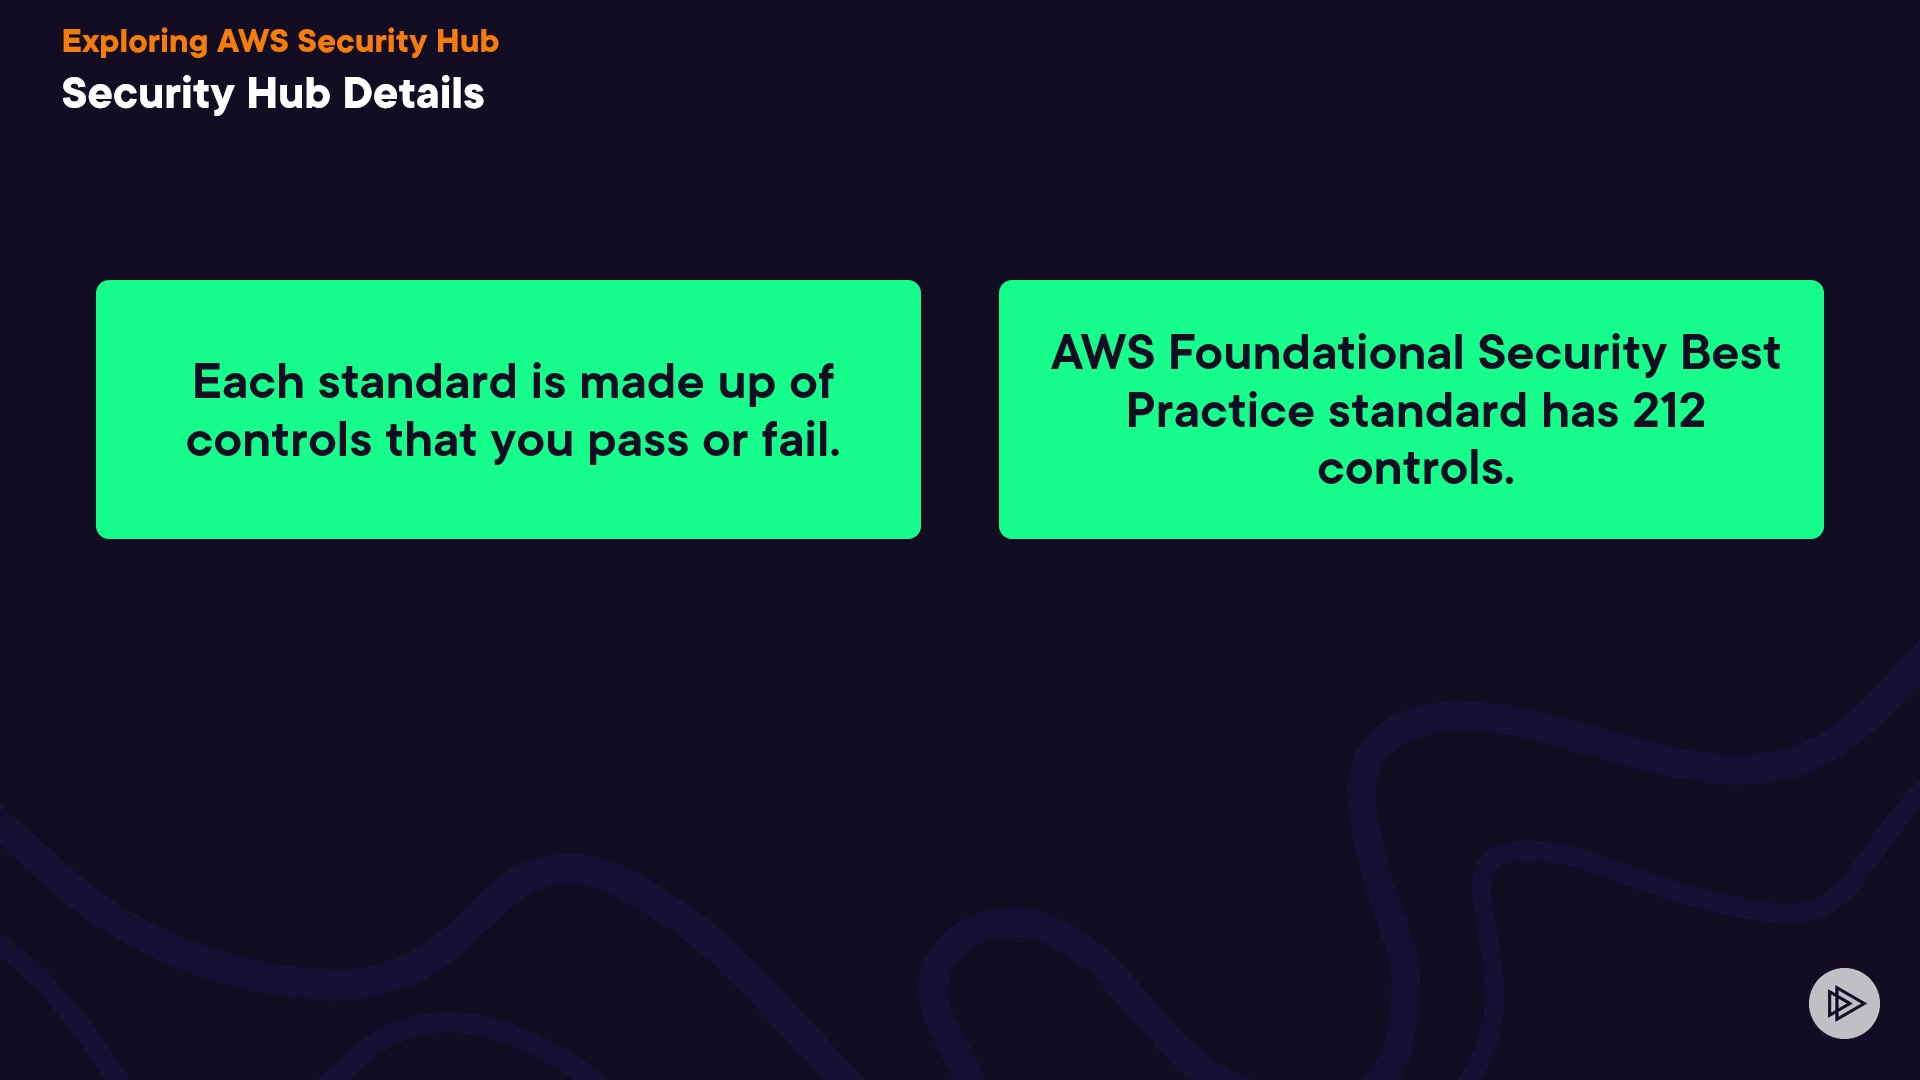 Exploring AWS Security Hub
Security Hub Details
Each standard is made up of
controls that you pass or fail.
AWS Foundational Security Best
Practice standard has 212
controls.